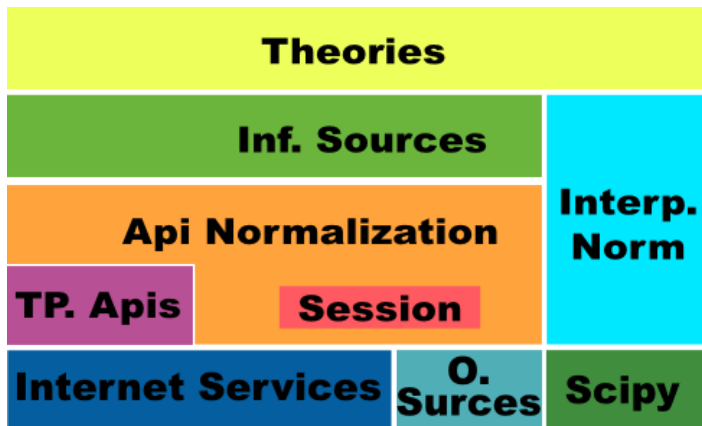 Theories
Inf. Sources
Interp.
Norm
Api Normalization
TP. Apis
Session
Internet Services
O.
Surces
Scipy